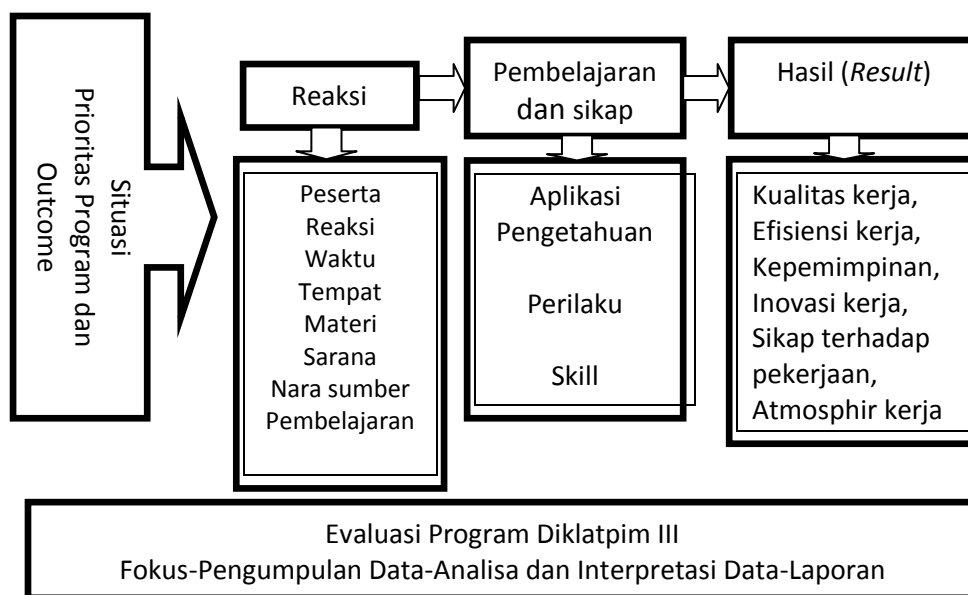 Situasi
Prioritas Program dan
Outcome
Reaksi
Pembelajaran
dan sikap
Hasil (Result)
Peserta
Reaksi
Waktu
Tempat
Materi
Sarana
Nara sumber
Pembelajaran
Aplikasi
Pengetahuan
Perilaku
Skill
Kualitas kerja,
Efisiensi kerja,
Kepemimpinan,
Inovasi kerja,
Sikap terhadap
pekerjaan,
Atmosphir kerja
Evaluasi Program Diklatpim III
Fokus-Pengumpulan Data-Analisa dan Interpretasi Data-Laporan